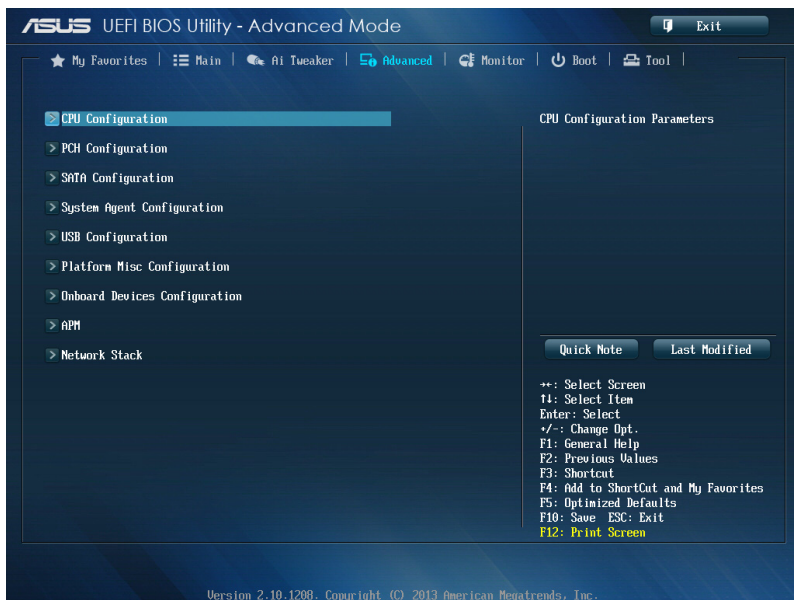 ASUS UEFI BIOS Utility - Advanced Mode
Exit
My Favorites | Main | Ai Tweaker | Advanced | Monitor | Boot | Tool |
CPU Configuration
CPU Configuration Parameters
PCH Configuration
SATA Configuration
System Agent Configuration
USB Configuration
Platform Misc Configuration
Onboard Devices Configuration
APM
Network Stack
Quick Note
Last Modified
→←: Select Screen
↑↓: Select Item
Enter: Select
+/-: Change Opt.
F1: General Help
F2: Previous Values
F3: Shortcut
F4: Add to ShortCut and My Favorites
F5: Optimized Defaults
F10: Save ESC: Exit
F12: Print Screen
Version 2.10.1208. Copyright (C) 2013 American Megatrends, Inc.